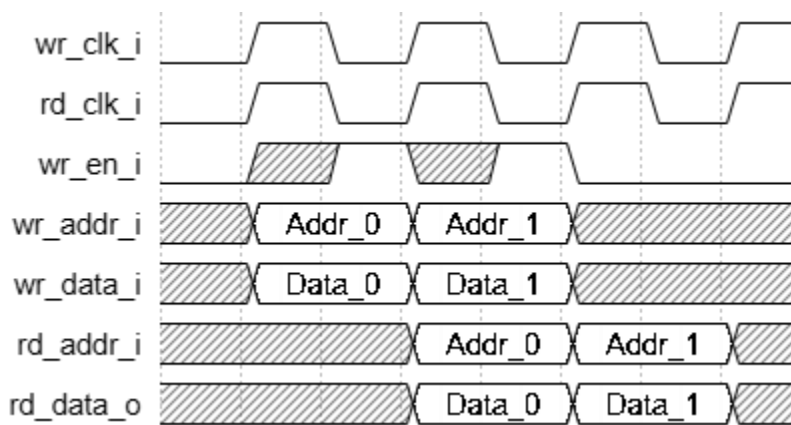 wr_clk_i
rd_clk_i
wr_en_i
wr_addr_i Addr_0 Addr_1
wr_data_i Data_0 Data_1
rd_addr_i Addr_0 Addr_1
rd_data_o Data_0 Data_1